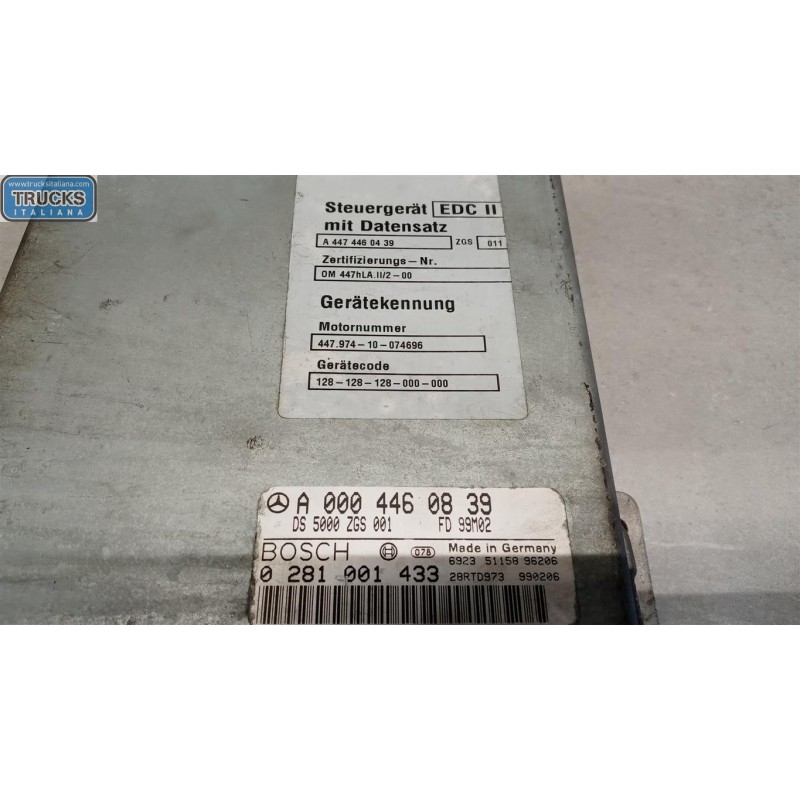 www.trucksitaliana.com
TRUCKS
ITALIANA
Steuergerät EDC II
mit Datensatz
A 447 446 04 39 ZGS 011
Zertifizierungs-Nr.
OM 447hLA.II/2-00
Gerätekennung
Motornummer
447.974-10-074696
Gerätecode
128-128-128-000-000
A 000 446 08 39
DS 5000 ZGS 001 FD 99M02
BOSCH 078 Made in Germany
6923 51158 96206
0 281 001 433 28RTD973 990206